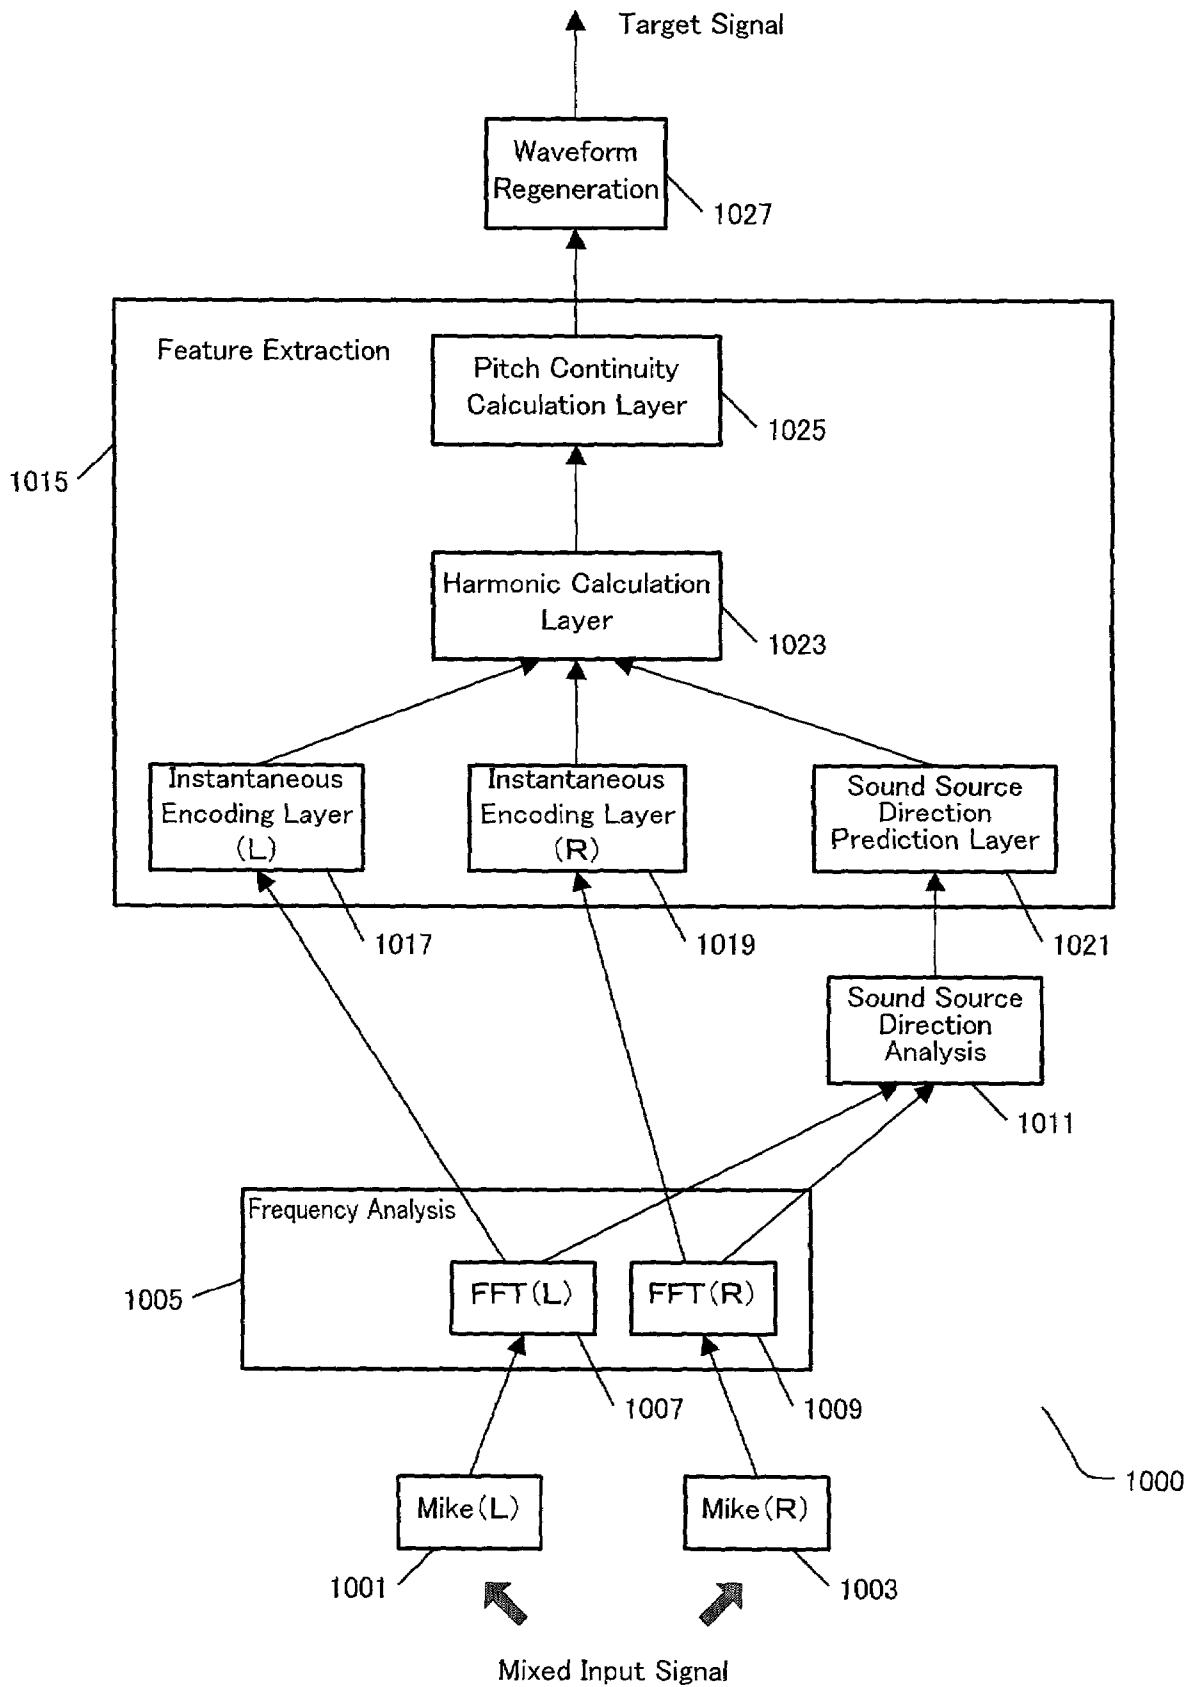 Target Signal
Waveform
Regeneration
1027
Feature Extraction
Pitch Continuity
Calculation Layer
1025
1015
Harmonic Calculation
Layer
1023
Instantaneous
Encoding Layer
(L)
Instantaneous
Encoding Layer
(R)
Sound Source
Direction
Prediction Layer
1017
1019
1021
Sound Source
Direction
Analysis
1011
Frequency Analysis
FFT(L)
FFT(R)
1005
1007
1009
Mike(L)
Mike(R)
1000
1001
1003
Mixed Input Signal